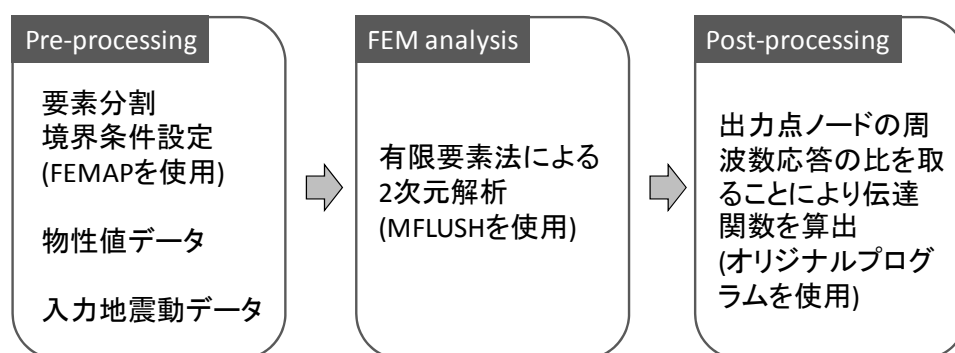 Pre-processing
要素分割
境界条件設定
(FEMAPを使用)
物性値データ
入力地震動データ
FEM analysis
有限要素法による
2次元解析
(MFLUSHを使用)
Post-processing
出力点ノードの周
波数応答の比を取
ることにより伝達
関数を算出
(オリジナルプログ
ラムを使用)